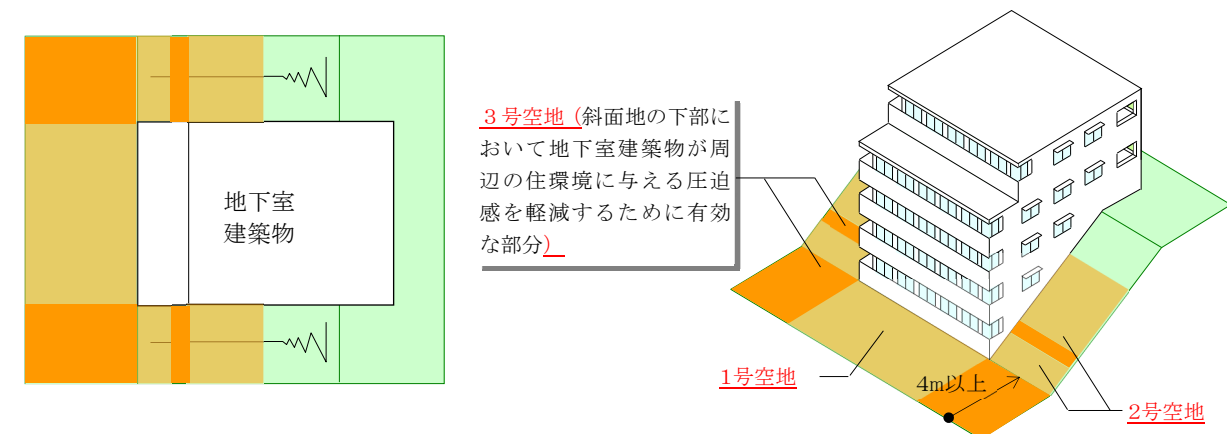 地下室
建築物
３号空地（斜面地の下部に
おいて地下室建築物が周
辺の住環境に与える圧迫
感を軽減するために有効
な部分）
1号空地
4m以上
2号空地